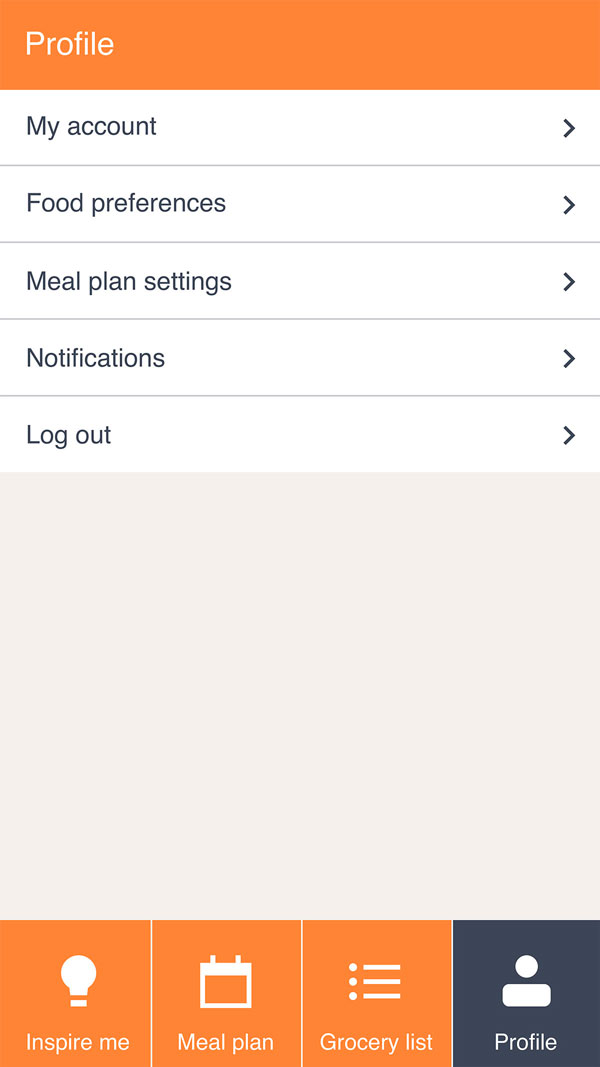 Profile
My account
Food preferences
Meal plan settings
Notifications
Log out
Inspire me
Meal plan
Grocery list
Profile